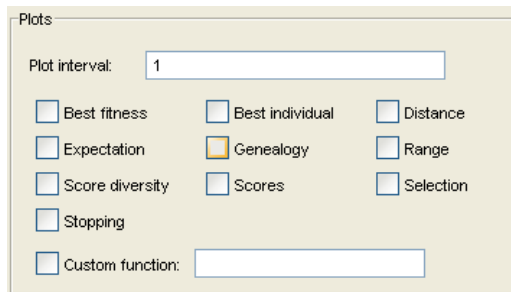 Plots
Plot interval: 1
Best fitness Best individual Distance
Expectation Genealogy Range
Score diversity Scores Selection
Stopping
Custom function: